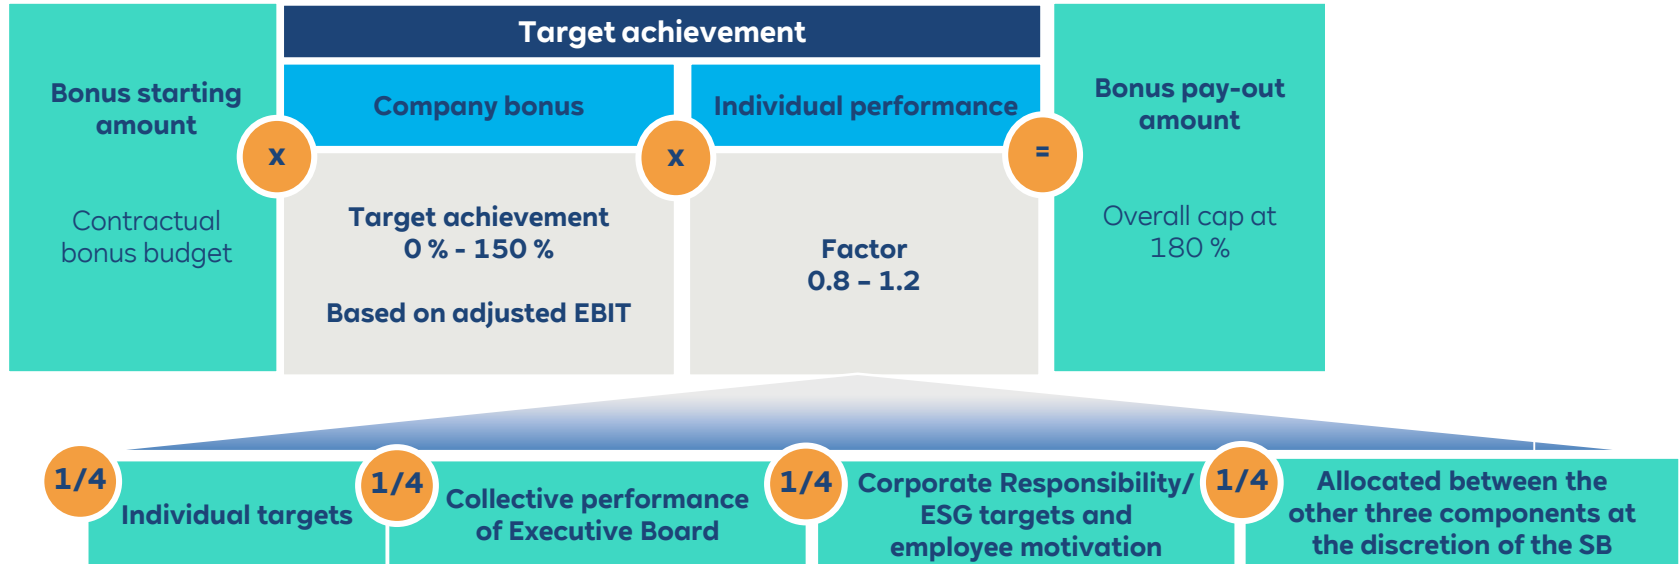 Target achievement
Bonus starting
amount
Company bonus
Individual performance
Bonus pay-out
amount
x
x
=
Contractual
bonus budget
Target achievement
0 % - 150 %
Based on adjusted EBIT
Factor
0.8 – 1.2
Overall cap at
180 %
1/4
Individual targets
1/4
Collective performance
of Executive Board
1/4
Corporate Responsibility/
ESG targets and
employee motivation
1/4
Allocated between the
other three components at
the discretion of the SB